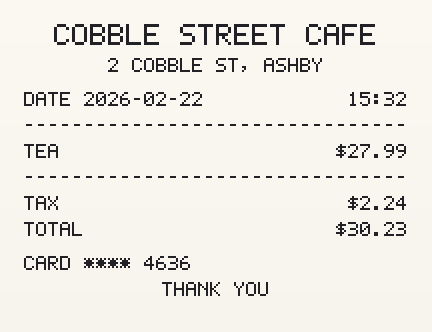 COBBLE STREET CAFE
2 COBBLE ST, ASHBY
DATE 2026-02-22 15:32
--------------------------------
TEA $27.99
--------------------------------
TAX $2.24
TOTAL $30.23
CARD **** 4636
THANK YOU